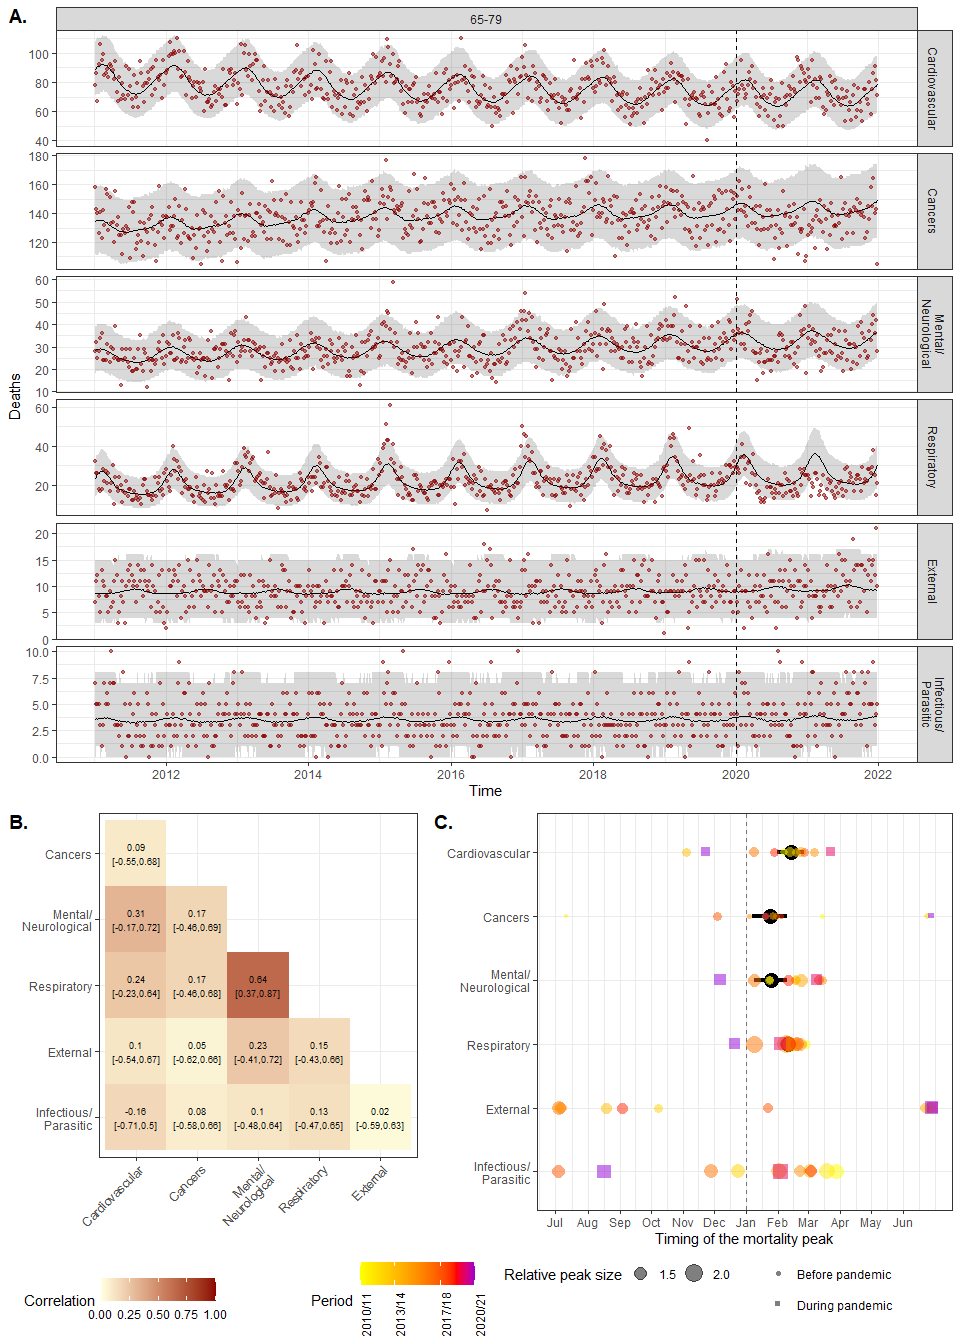 A.
65-79
100
80
60
40
Cardiovascular
180
160
140
120
Cancers
60
50
40
30
20
10
Mental/
Neurological
60
40
20
Respiratory
20
15
10
5
0
External
10.0
7.5
5.0
2.5
0.0
Infectious/
Parasitic
Deaths
2012 2014 2016 2018 2020 2022
Time
B.
Cancers
0.09
[-0.55,0.68]
Mental/
Neurological
0.31 0.17
[-0.17,0.72] [-0.46,0.69]
Respiratory
0.24 0.17 0.64
[-0.23,0.64] [-0.46,0.68] [0.37,0.87]
External
0.1 0.05 0.23 0.15
[-0.54,0.67] [-0.62,0.66] [-0.41,0.72] [-0.43,0.66]
Infectious/
Parasitic
-0.16 0.08 0.1 0.13 0.02
[-0.71,0.5] [-0.58,0.66] [-0.48,0.64] [-0.47,0.65] [-0.59,0.63]
Cardiovascular
Cancers
Mental/
Neurological
Respiratory
External
C.
Cardiovascular
Cancers
Mental/
Neurological
Respiratory
External
Infectious/
Parasitic
Jul Aug Sep Oct Nov Dec Jan Feb Mar Apr May Jun
Timing of the mortality peak
Correlation
0.00 0.25 0.50 0.75 1.00
Period
2010/11
2013/14
2017/18
2020/21
Relative peak size 1.5 2.0
Before pandemic
During pandemic